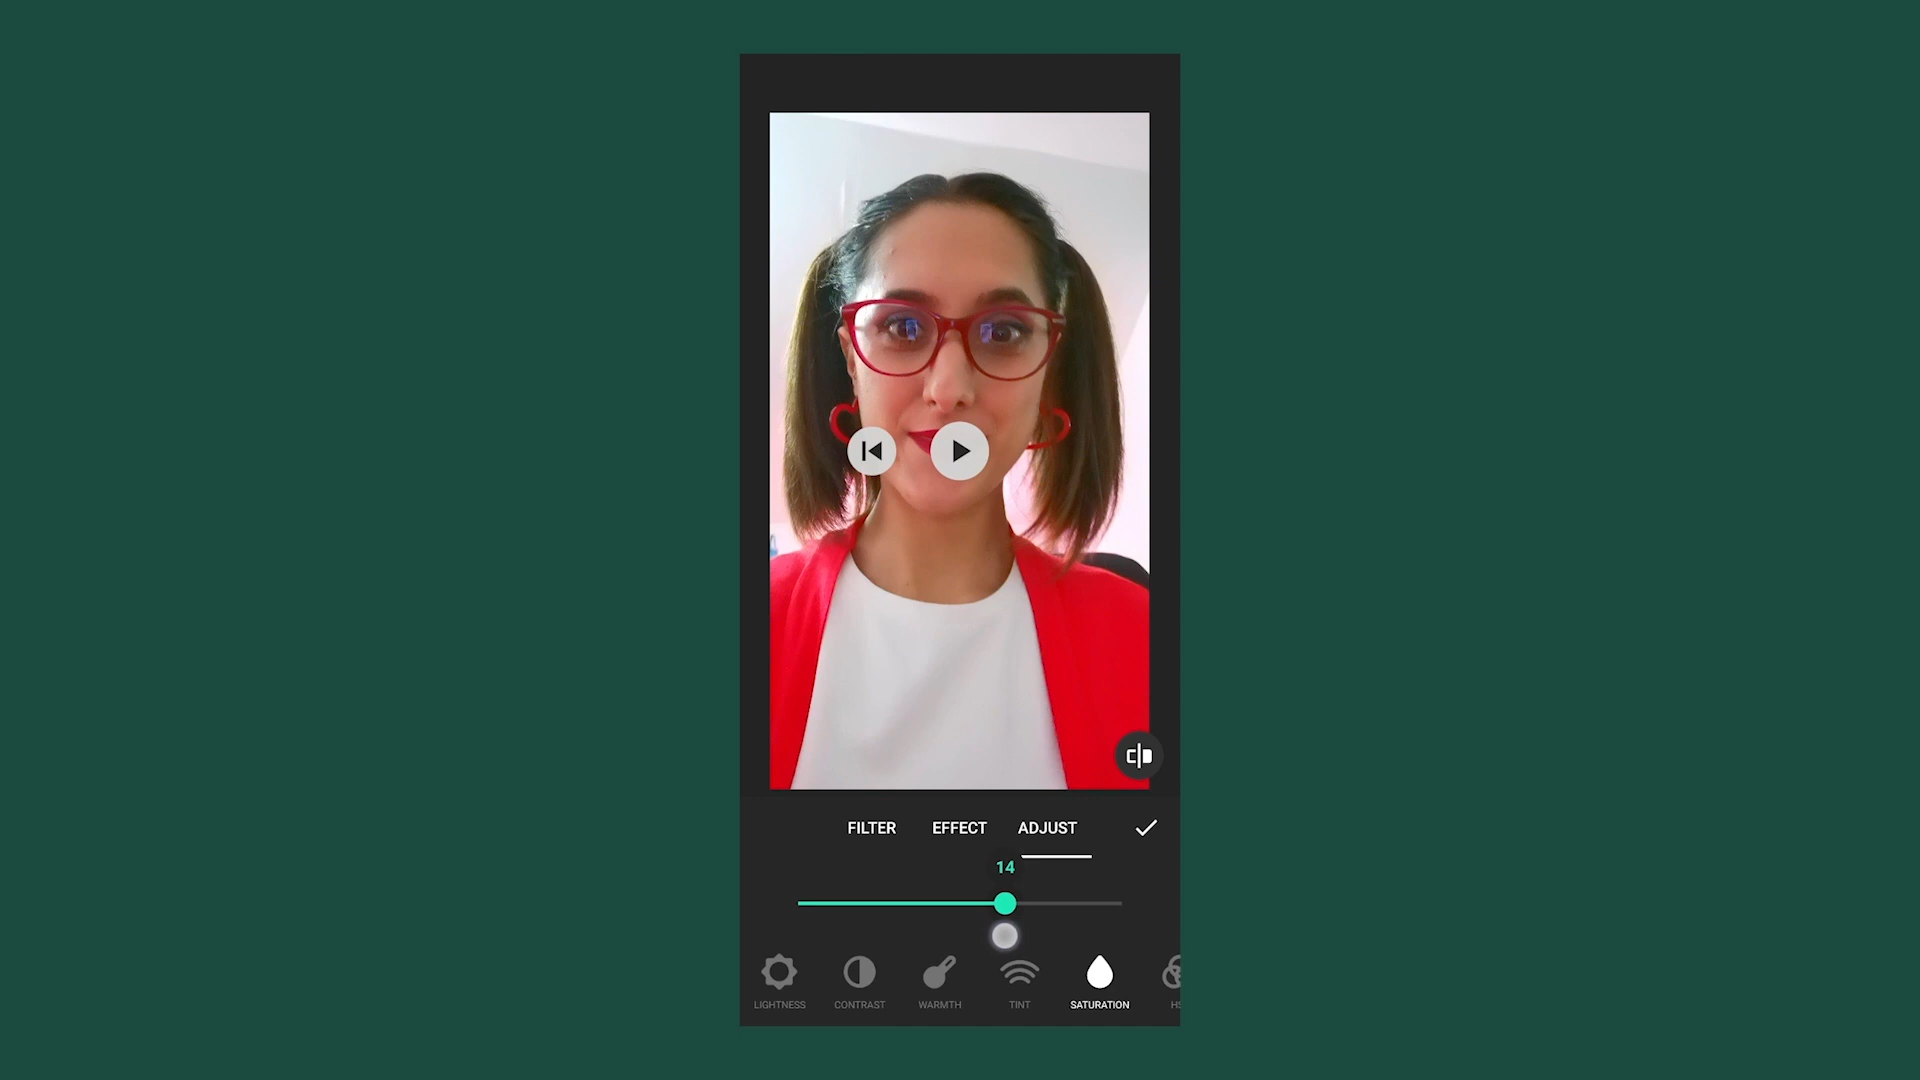 FILTER EFFECT ADJUST
14
LIGHTNESS CONTRAST WARMTH TINT SATURATION